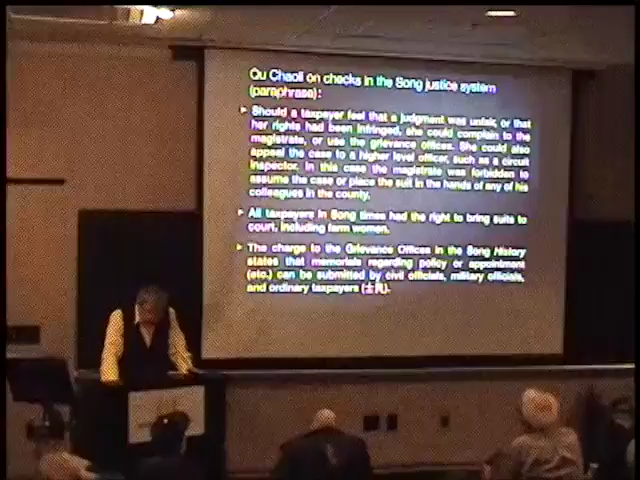 Qu Chaoli on checks in the Song justice system
(paraphrase):
Should a taxpayer feel that a judgment was unfair, or that
her rights had been infringed, she could complain to the
magistrate, or use the grievance offices. She could also
appeal the case to a higher level officer, such as a circuit
inspector. In this case the magistrate was forbidden to
assume the case or place the suit in the hands of any of his
colleagues in the county.
All taxpayers in Song times had the right to bring suits to
court, including farm women.
The charge to the Grievance Offices in the Song History
states that memorials regarding policy or appointment
(etc.) can be submitted by civil officials, military officials,
and ordinary taxpayers (士民).